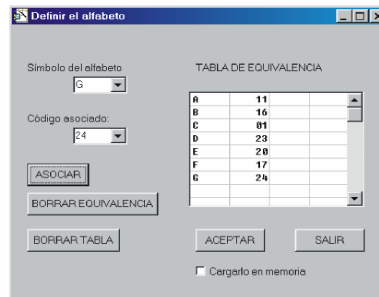 Definir el alfabeto
Símbolo del alfabeto
G
Código asociado:
24
ASOCIAR
BORRAR EQUIVALENCIA
BORRAR TABLA
TABLA DE EQUIVALENCIA
A 11
B 16
C 01
D 23
E 20
F 17
G 24
ACEPTAR
SALIR
Cargarlo en memoria